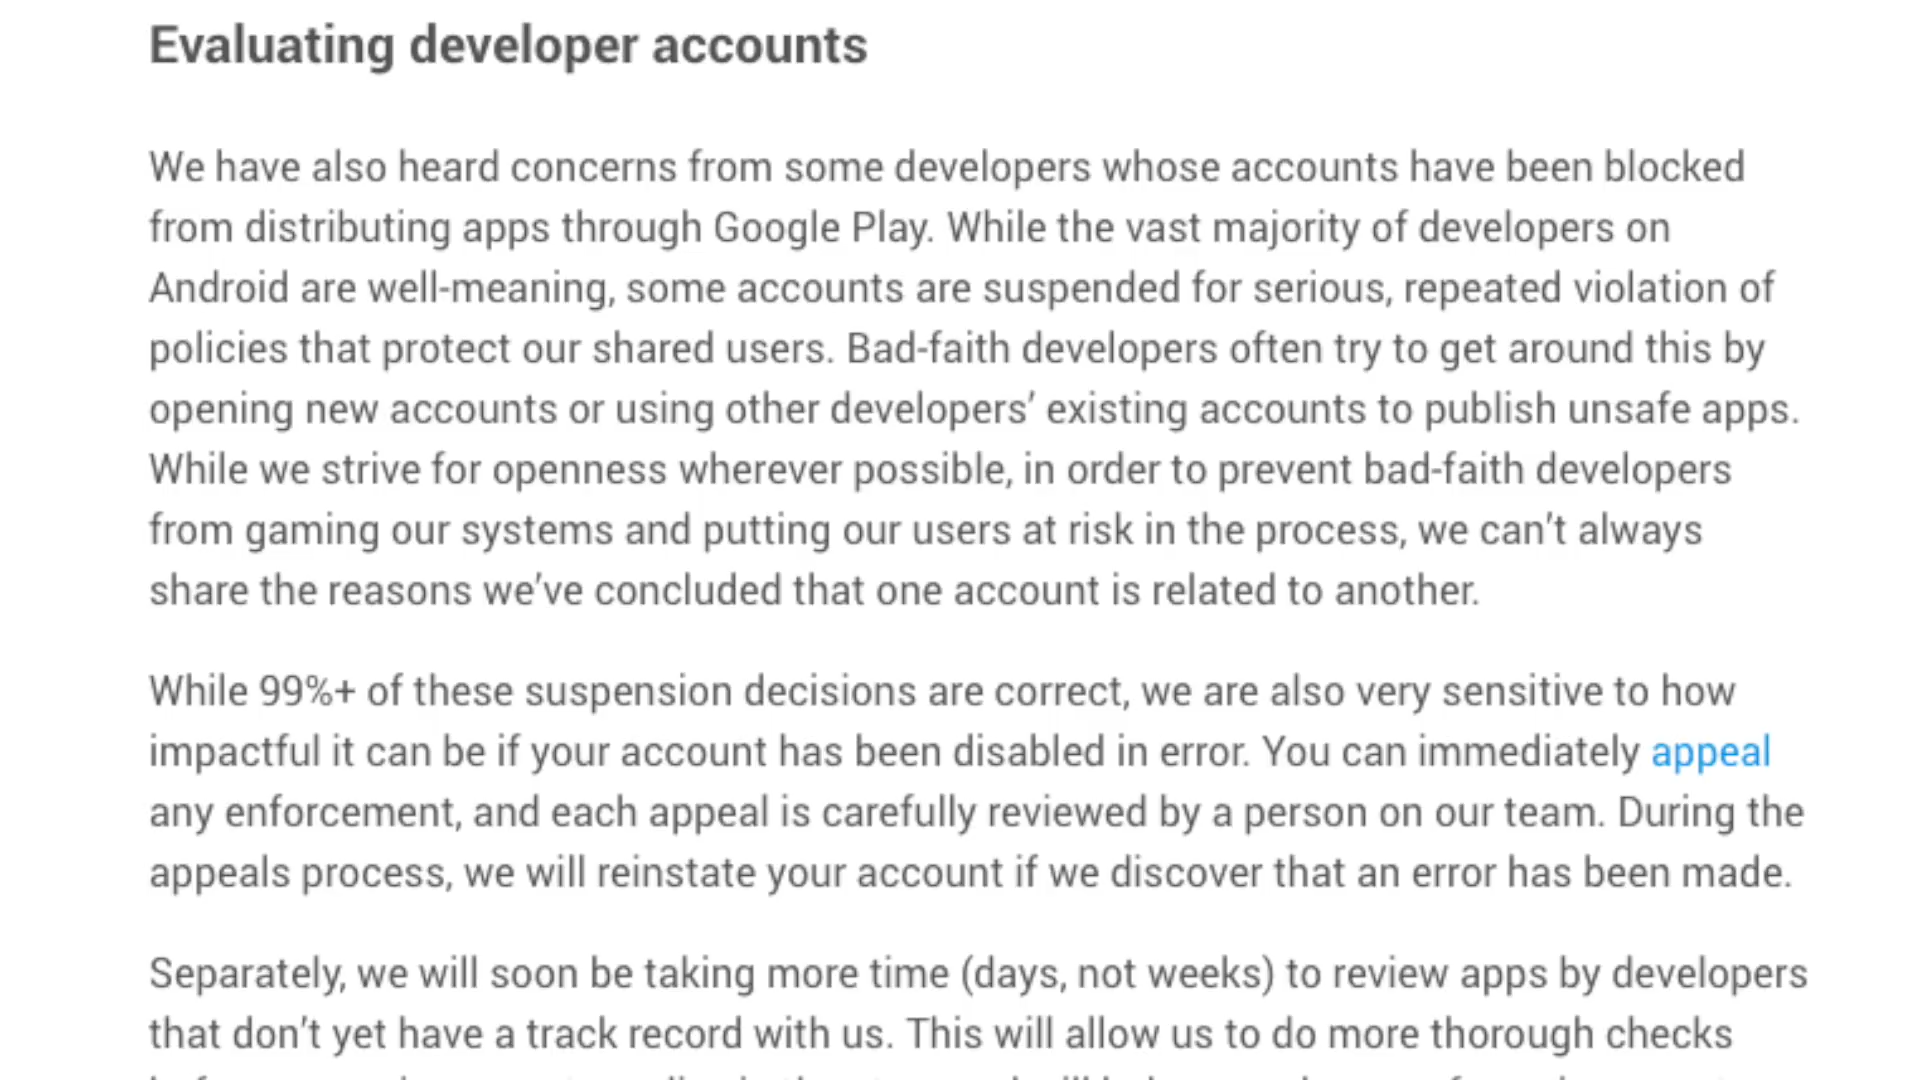 Evaluating developer accounts
We have also heard concerns from some developers whose accounts have been blocked
from distributing apps through Google Play. While the vast majority of developers on
Android are well-meaning, some accounts are suspended for serious, repeated violation of
policies that protect our shared users. Bad-faith developers often try to get around this by
opening new accounts or using other developers’ existing accounts to publish unsafe apps.
While we strive for openness wherever possible, in order to prevent bad-faith developers
from gaming our systems and putting our users at risk in the process, we can’t always
share the reasons we’ve concluded that one account is related to another.
While 99%+ of these suspension decisions are correct, we are also very sensitive to how
impactful it can be if your account has been disabled in error. You can immediately appeal
any enforcement, and each appeal is carefully reviewed by a person on our team. During the
appeals process, we will reinstate your account if we discover that an error has been made.
Separately, we will soon be taking more time (days, not weeks) to review apps by developers
that don’t yet have a track record with us. This will allow us to do more thorough checks